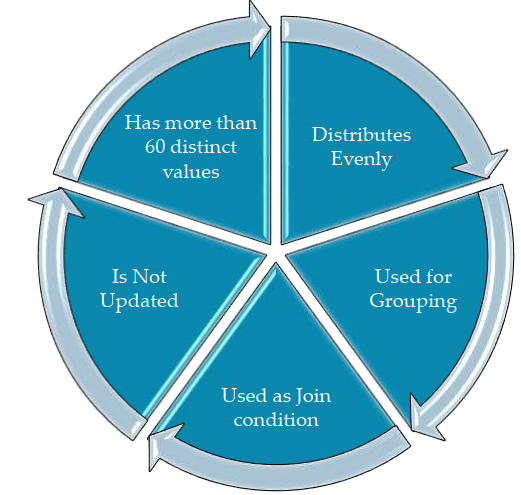 Has more than
60 distinct
values
Distributes
Evenly
Is Not
Updated
Used for
Grouping
Used as Join
condition